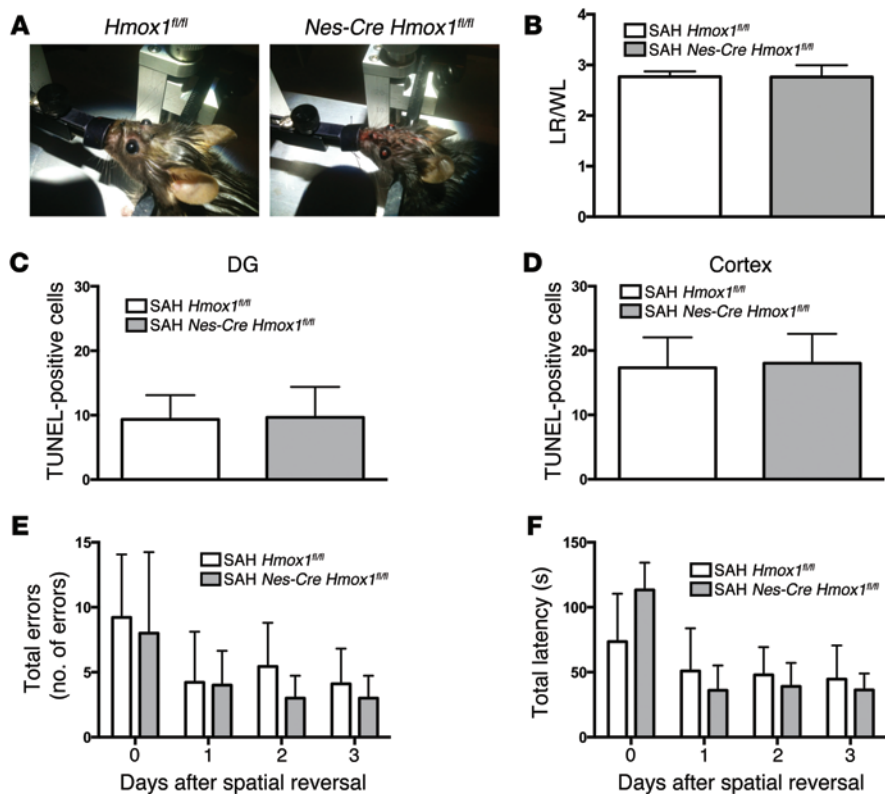 A
Hmox1fl/fl
Nes-Cre Hmox1fl/fl
B
SAH Hmox1fl/fl
SAH Nes-Cre Hmox1fl/fl
LR/WL
4
3
2
1
0
C
DG
SAH Hmox1fl/fl
SAH Nes-Cre Hmox1fl/fl
TUNEL-positive cells
30
20
10
0
D
Cortex
SAH Hmox1fl/fl
SAH Nes-Cre Hmox1fl/fl
TUNEL-positive cells
30
20
10
0
E
SAH Hmox1fl/fl
SAH Nes-Cre Hmox1fl/fl
Total errors
(no. of errors)
15
10
5
0
0 1 2 3
Days after spatial reversal
F
SAH Hmox1fl/fl
SAH Nes-Cre Hmox1fl/fl
Total latency (s)
150
100
50
0
0 1 2 3
Days after spatial reversal